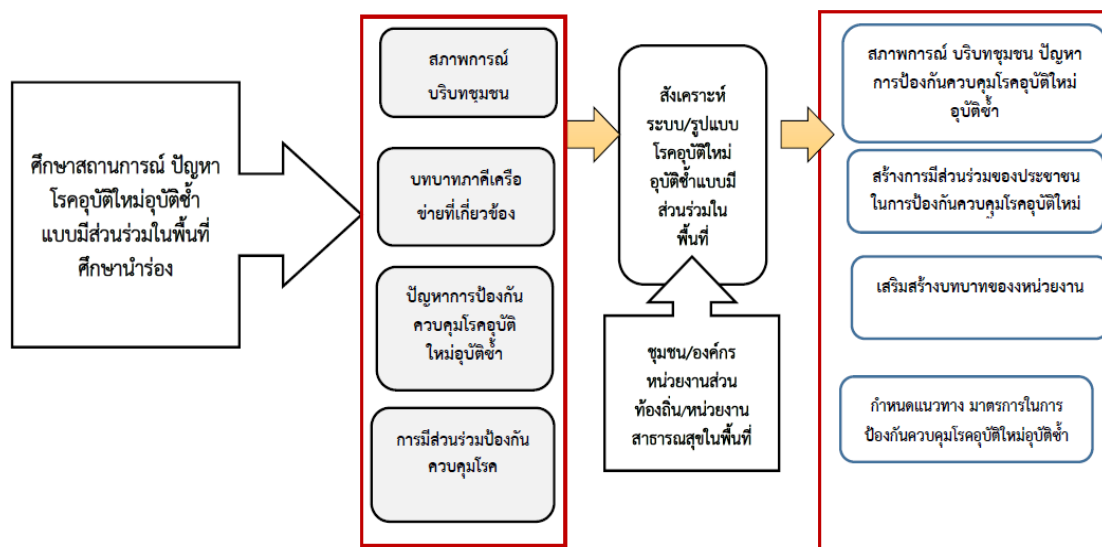 ศึกษาสถานการณ์ ปัญหา
โรคอุบัติใหม่อุบัติซ้ำ
แบบมีส่วนร่วมในพื้นที่
ศึกษานำร่อง
สภาพการณ์
บริบทชุมชน
บทบาทภาคีเครือ
ข่ายที่เกี่ยวข้อง
ปัญหาการป้องกัน
ควบคุมโรคอุบัติ
ใหม่อุบัติซ้ำ
การมีส่วนร่วมป้องกัน
ควบคุมโรค
สังเคราะห์
ระบบ/รูปแบบ
โรคอุบัติใหม่
อุบัติซ้ำแบบมี
ส่วนร่วมใน
พื้นที่
ชุมชน/องค์กร
หน่วยงานส่วน
ท้องถิ่น/หน่วยงาน
สาธารณสุขในพื้นที่
สภาพการณ์ บริบทชุมชน ปัญหา
การป้องกันควบคุมโรคอุบัติใหม่
อุบัติซ้ำ
สร้างการมีส่วนร่วมของประชาชน
ในการป้องกันควบคุมโรคอุบัติใหม่
เสริมสร้างบทบาทของงหน่วยงาน
กำหนดแนวทาง มาตรการในการ
ป้องกันควบคุมโรคอุบัติใหม่อุบัติซ้ำ